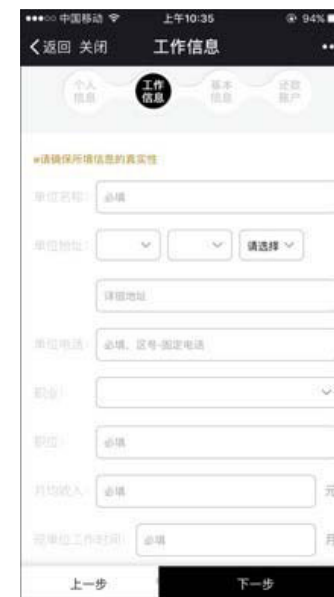 中国移动 上午10:35 94%
返回 关闭 工作信息
个人信息 工作信息 基本信息 还款账户
*请确保所填信息的真实性
单位名称: 必填
单位地址: 请选择
详细地址
单位电话: 必填,区号-固定电话
职业:
职位: 必填
月均收入: 必填 元
现单位工作时间: 必填 月
上一步 下一步